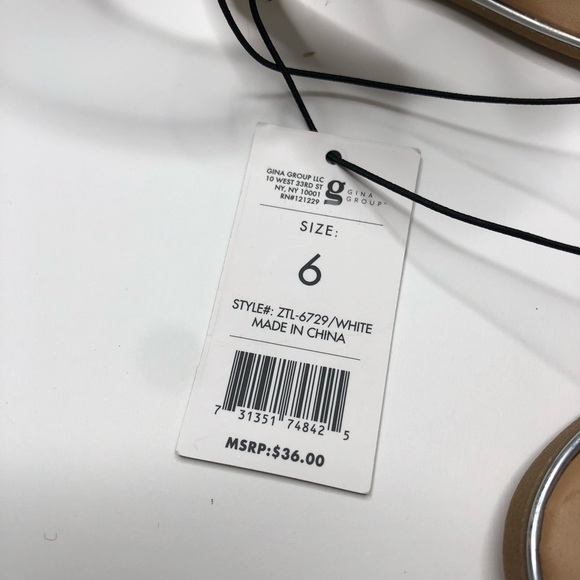 GINA GROUP LLC
10 WEST 33RD ST
NY, NY 10001
RN#121229
g GINA GROUP™
SIZE:
6
STYLE#: ZTL-6729/WHITE
MADE IN CHINA
7 31351 74842 5
MSRP:$36.00